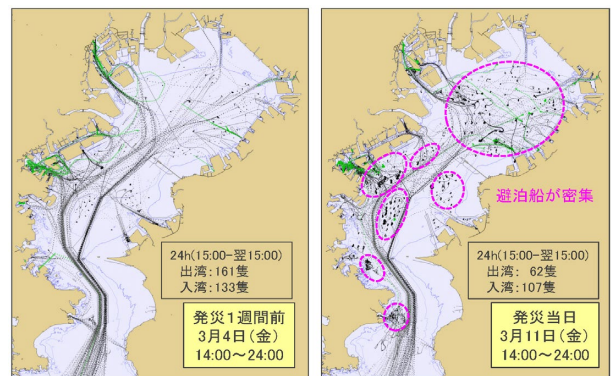 24h(15:00-翌15:00)
出湾:161隻
入湾:133隻
発災1週間前
3月4日(金)
14:00～24:00
避泊船が密集
24h(15:00-翌15:00)
出湾: 62隻
入湾:107隻
発災当日
3月11日(金)
14:00～24:00